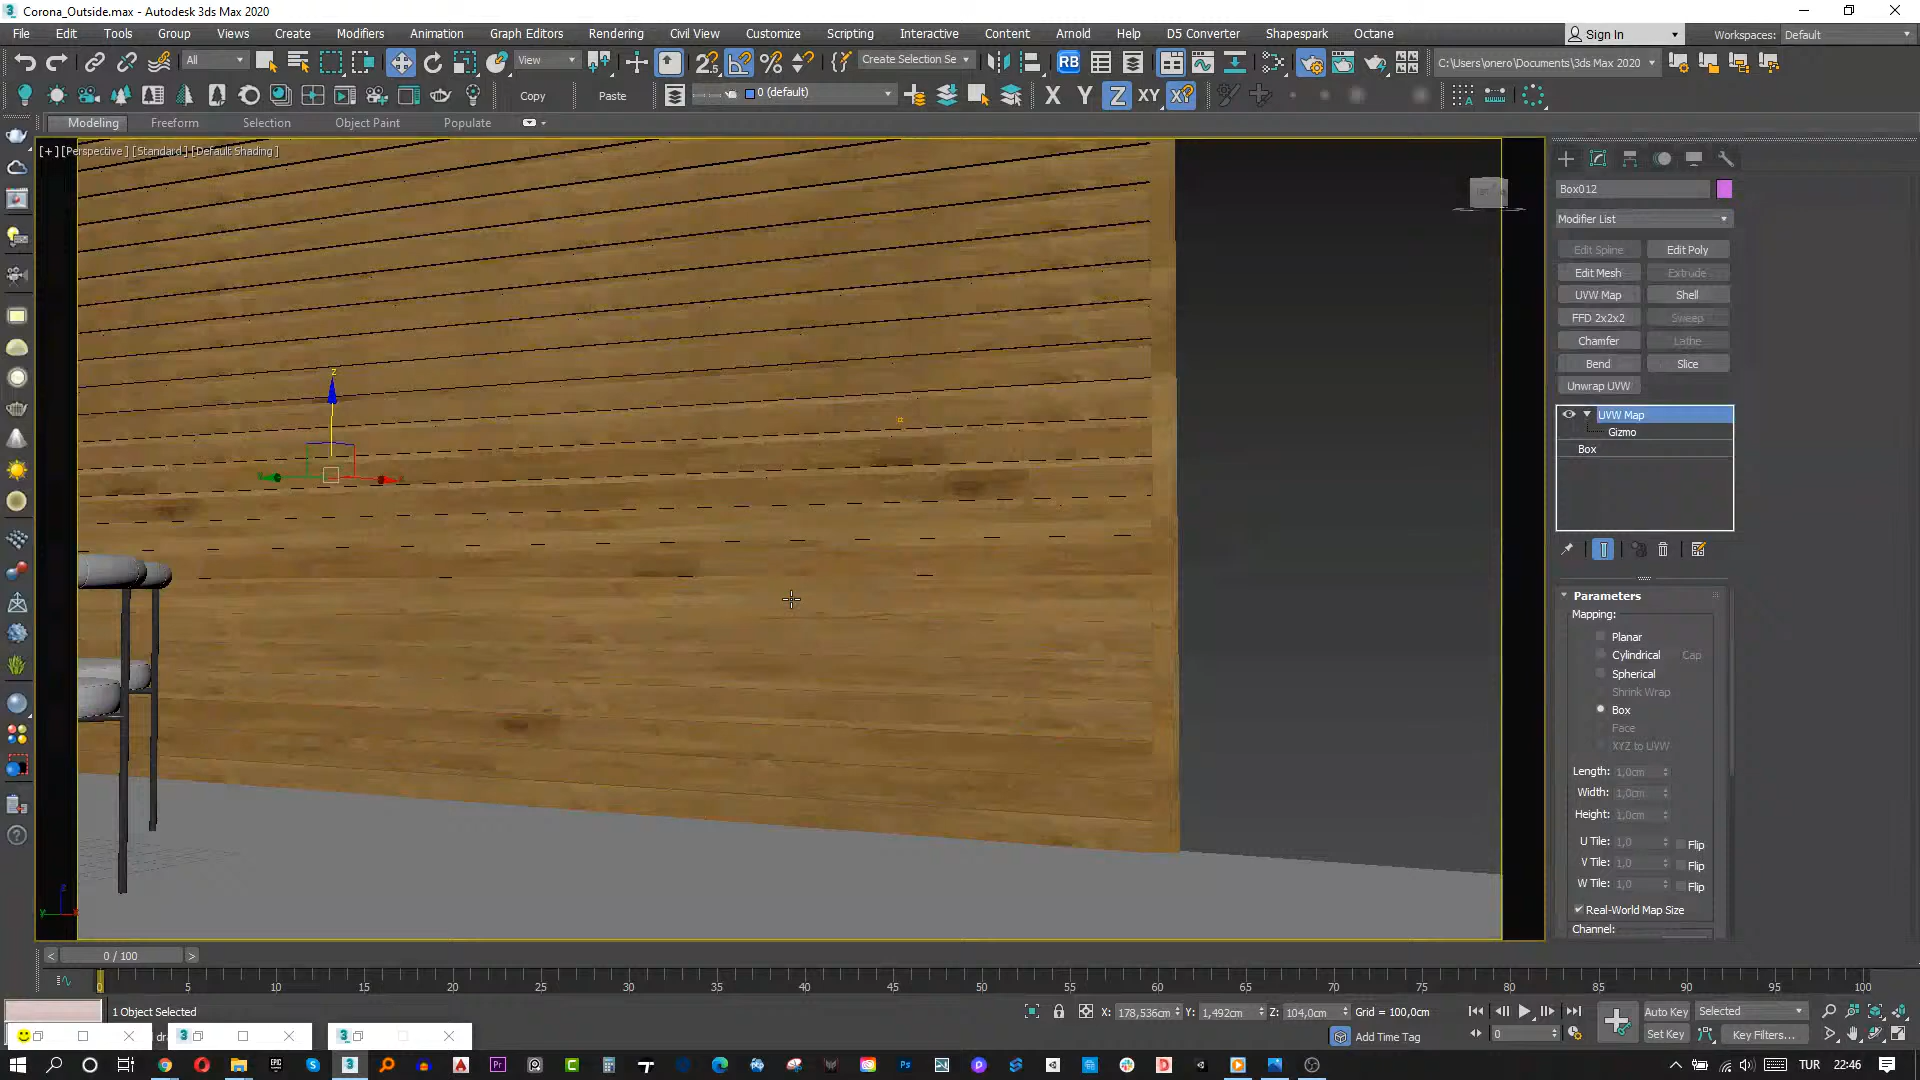 Corona_Outside.max - Autodesk 3ds Max 2020
File Edit Tools Group Views Create Modifiers Animation Graph Editors Rendering Civil View Customize Scripting Interactive Content Arnold Help D5 Converter Shapespark Octane Sign In Workspaces: Default
All View Create Selection Se C:\Users\onero\Documents\3ds Max 2020
Copy Paste 0 (default) X Y Z XY
Modeling Freeform Selection Object Paint Populate
[+] [Perspective ] [Standard ] [Default Shading ]
Box012
Modifier List
Edit Spline Edit Poly
Edit Mesh Extrude
UVW Map Shell
FFD 2x2x2 Sweep
Chamfer Lathe
Bend Slice
Unwrap UVW
UVW Map
Gizmo
Box
Parameters
Mapping:
Planar
Cylindrical Cap
Spherical
Shrink Wrap
Box
Face
XYZ to UVW
Length: 1,0cm
Width: 1,0cm
Height: 1,0cm
U Tile: 1,0 Flip
V Tile: 1,0 Flip
W Tile: 1,0 Flip
Real-World Map Size
Channel:
0 / 100
0 5 10 15 20 25 30 35 40 45 50 55 60 65 70 75 80 85 90 95 100
1 Object Selected X: 178,536cm Y: 1,492cm Z: 104,0cm Grid = 100,0cm Auto Key Selected
Add Time Tag 0 Set Key Key Filters...
TUR 22:46